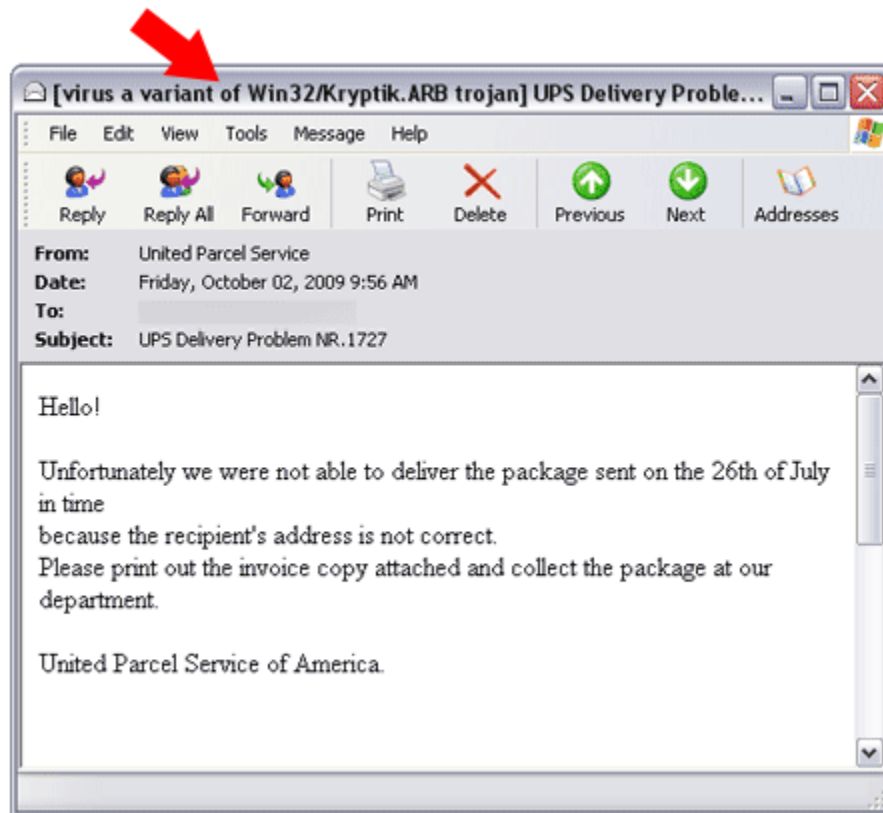 [virus a variant of Win32/Kryptik.ARB trojan] UPS Delivery Proble...
File Edit View Tools Message Help
Reply Reply All Forward Print Delete Previous Next Addresses
From: United Parcel Service
Date: Friday, October 02, 2009 9:56 AM
To:
Subject: UPS Delivery Problem NR.1727
Hello!
Unfortunately we were not able to deliver the package sent on the 26th of July
in time
because the recipient's address is not correct.
Please print out the invoice copy attached and collect the package at our
department.
United Parcel Service of America.